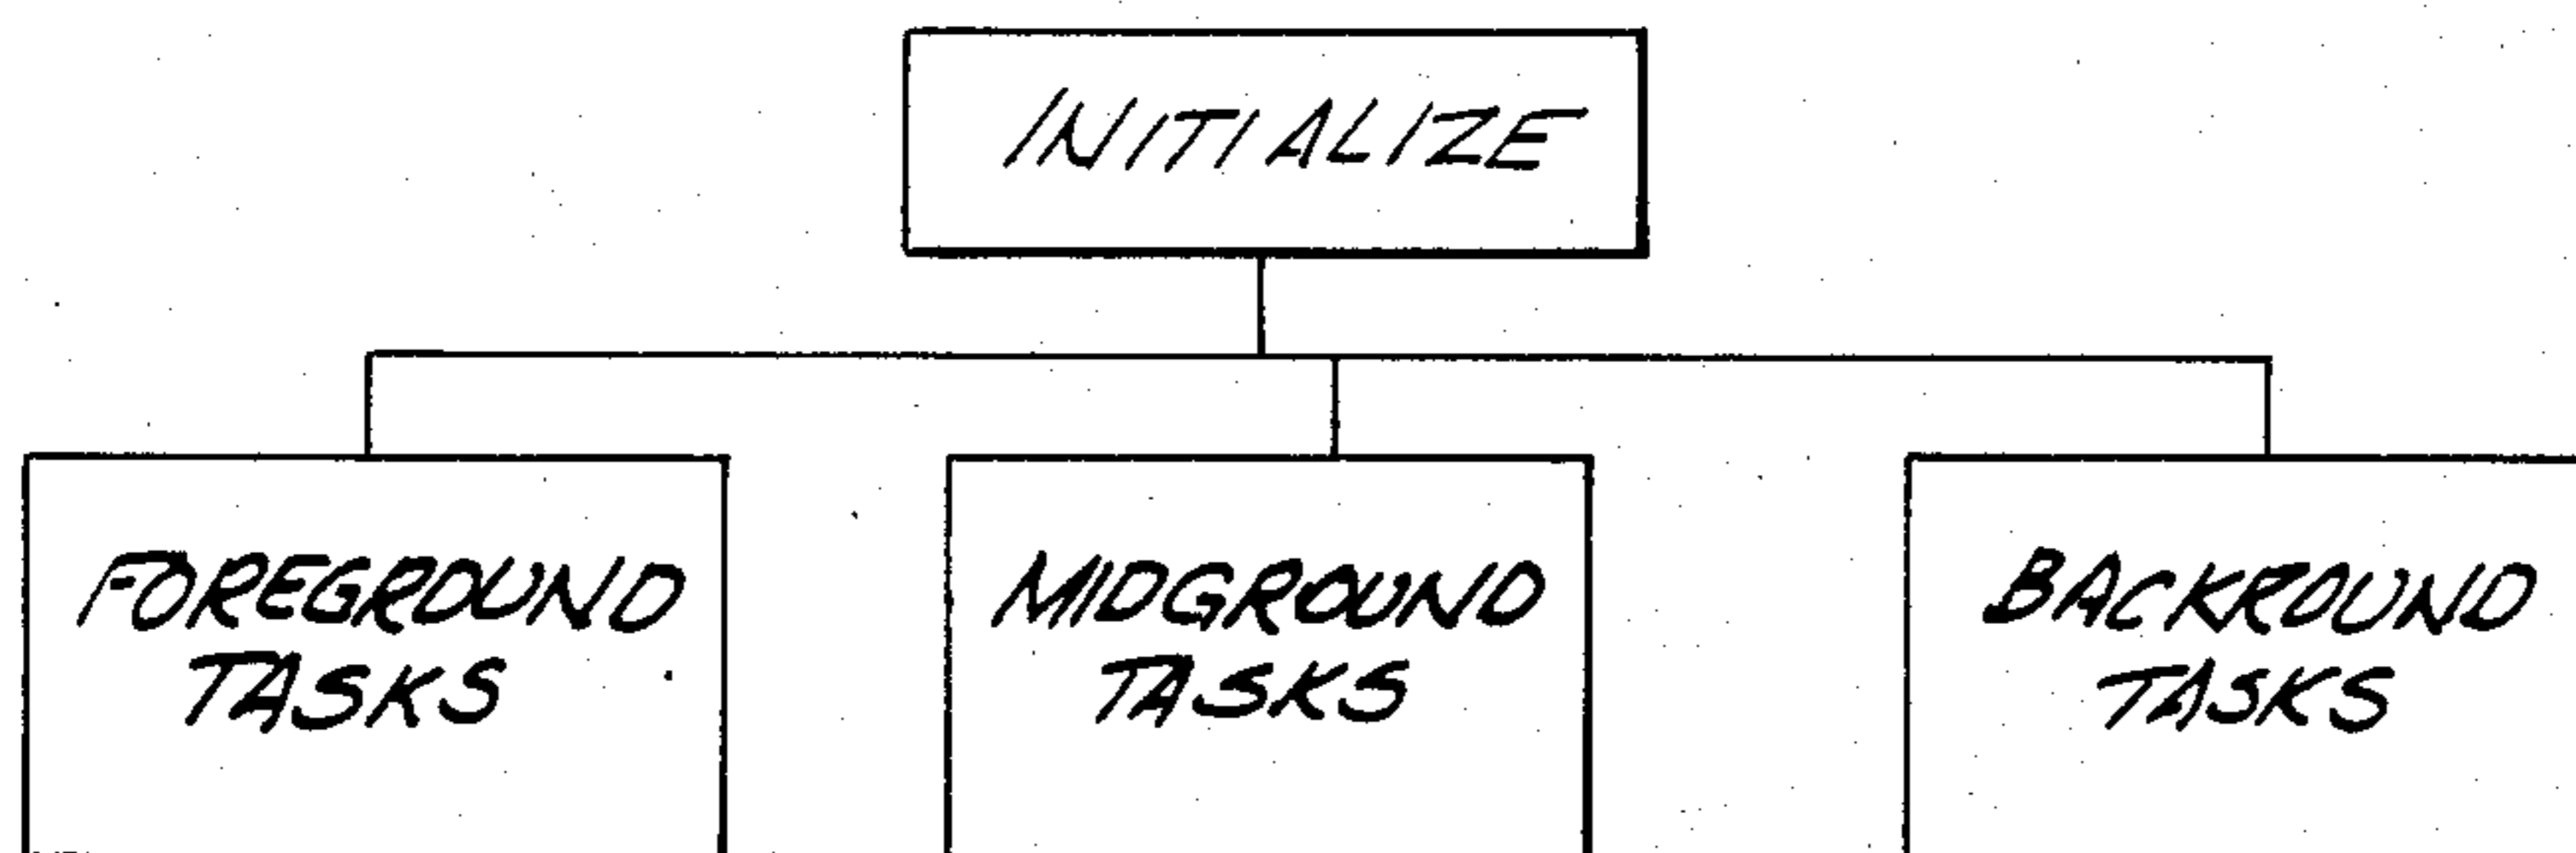 INITIALIZE
FOREGROUND
TASKS
MIDGROUND
TASKS
BACKROUND
TASKS